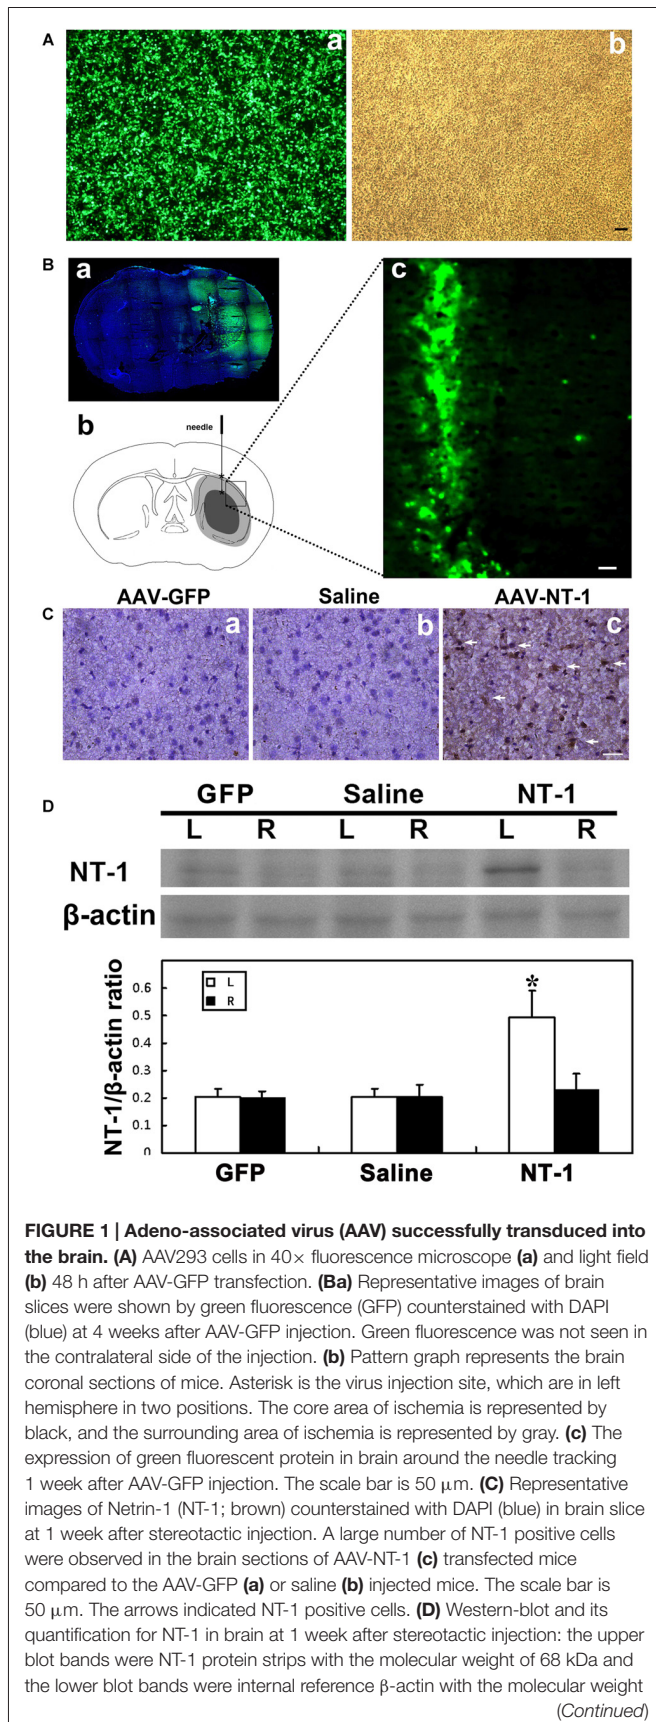 A
a
b
B
a
c
b
needle
AAV-GFP
Saline
AAV-NT-1
C
a
b
c
D
GFP
Saline
NT-1
L
R
L
R
L
R
NT-1
β-actin
NT-1/β-actin ratio
L
R
*
0.6
0.5
0.4
0.3
0.2
0.1
0
GFP
Saline
NT-1
FIGURE 1 | Adeno-associated virus (AAV) successfully transduced into
the brain. (A) AAV293 cells in 40× fluorescence microscope (a) and light field
(b) 48 h after AAV-GFP transfection. (Ba) Representative images of brain
slices were shown by green fluorescence (GFP) counterstained with DAPI
(blue) at 4 weeks after AAV-GFP injection. Green fluorescence was not seen in
the contralateral side of the injection. (b) Pattern graph represents the brain
coronal sections of mice. Asterisk is the virus injection site, which are in left
hemisphere in two positions. The core area of ischemia is represented by
black, and the surrounding area of ischemia is represented by gray. (c) The
expression of green fluorescent protein in brain around the needle tracking
1 week after AAV-GFP injection. The scale bar is 50 μm. (C) Representative
images of Netrin-1 (NT-1; brown) counterstained with DAPI (blue) in brain slice
at 1 week after stereotactic injection. A large number of NT-1 positive cells
were observed in the brain sections of AAV-NT-1 (c) transfected mice
compared to the AAV-GFP (a) or saline (b) injected mice. The scale bar is
50 μm. The arrows indicated NT-1 positive cells. (D) Western-blot and its
quantification for NT-1 in brain at 1 week after stereotactic injection: the upper
blot bands were NT-1 protein strips with the molecular weight of 68 kDa and
the lower blot bands were internal reference β-actin with the molecular weight
(Continued)